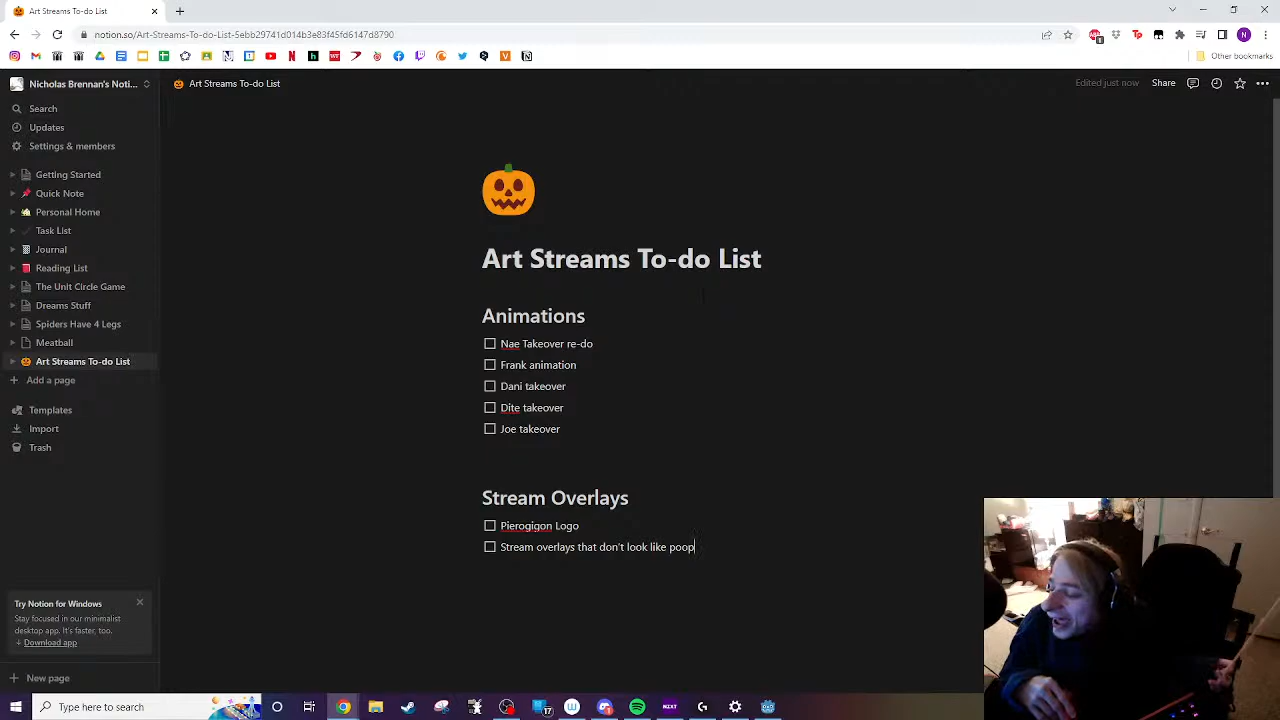 Art Streams To-do List
notion.so/Art-Streams-To-do-List-5ebb29741d014b3e83f45fd6147d8790
Other bookmarks
Nicholas Brennan's Noti...
Art Streams To-do List
Edited just now
Share
Search
Updates
Settings & members
Getting Started
Quick Note
Personal Home
Task List
Journal
Reading List
The Unit Circle Game
Dreams Stuff
Spiders Have 4 Legs
Meatball
Art Streams To-do List
Add a page
Templates
Import
Trash
Art Streams To-do List
Animations
Nae Takeover re-do
Frank animation
Dani takeover
Dite takeover
Joe takeover
Stream Overlays
Pierogigon Logo
Stream overlays that don't look like poop
Try Notion for Windows
Stay focused in our minimalist
desktop app. It's faster, too.
Download app
New page
Type here to search